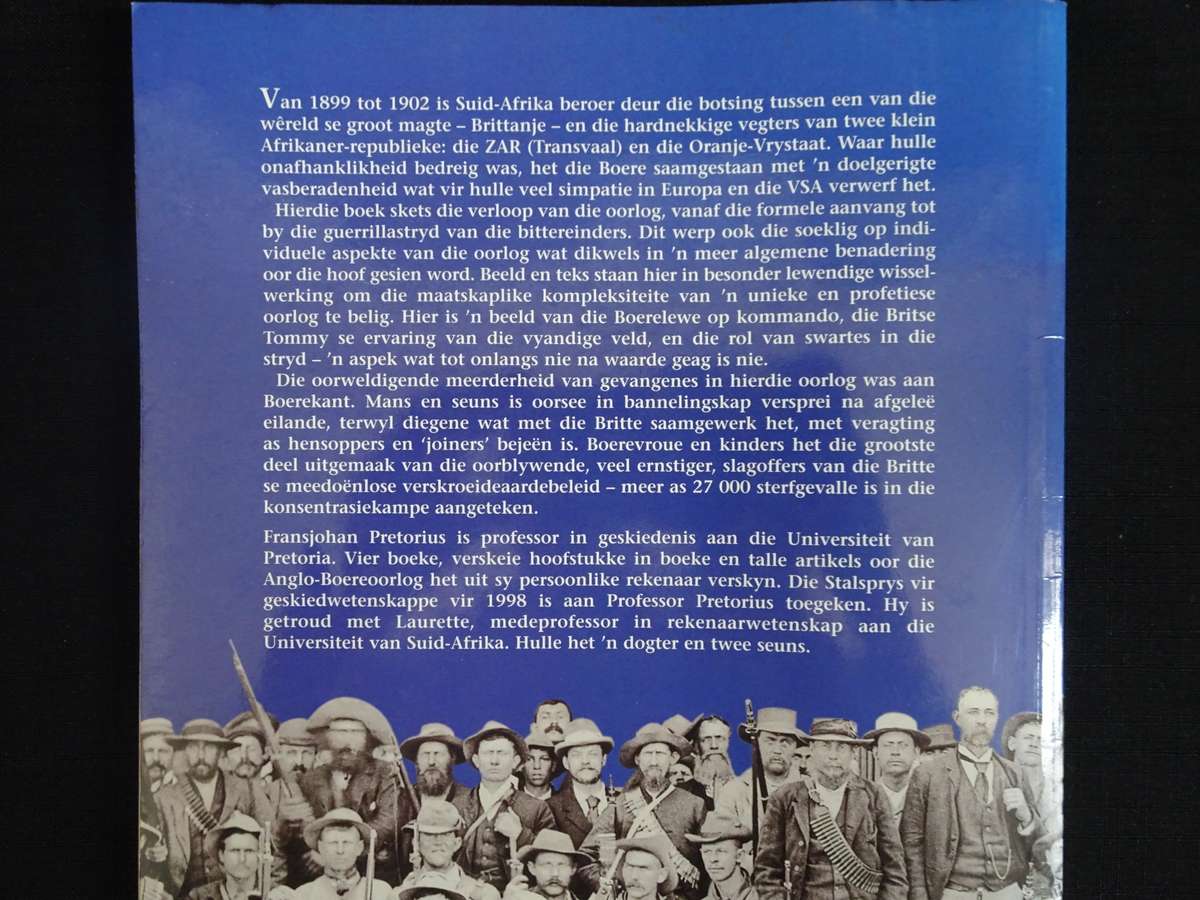 Van 1899 tot 1902 is Suid-Afrika beroer deur die botsing tussen een van die
wêreld se groot magte – Brittanje – en die hardnekkige vegters van twee klein
Afrikaner-republieke: die ZAR (Transvaal) en die Oranje-Vrystaat. Waar hulle
onafhanklikheid bedreig was, het die Boere saamgestaan met 'n doelgerigte
vasberadenheid wat vir hulle veel simpatie in Europa en die VSA verwerf het.
Hierdie boek skets die verloop van die oorlog, vanaf die formele aanvang tot
by die guerrillastryd van die bittereinders. Dit werp ook die soeklig op indi-
viduele aspekte van die oorlog wat dikwels in 'n meer algemene benadering
oor die hoof gesien word. Beeld en teks staan hier in besonder lewendige wissel-
werking om die maatskaplike kompleksiteite van 'n unieke en profetiese
oorlog te belig. Hier is 'n beeld van die Boerelewe op kommando, die Britse
Tommy se ervaring van die vyandige veld, en die rol van swartes in die
stryd – 'n aspek wat tot onlangs nie na waarde geag is nie.
Die oorweldigende meerderheid van gevangenes in hierdie oorlog was aan
Boerekant. Mans en seuns is oorsee in bannelingskap versprei na afgeleë
eilande, terwyl diegene wat met die Britte saamgewerk het, met veragting
as hensoppers en 'joiners' bejeën is. Boerevroue en kinders het die grootste
deel uitgemaak van die oorblywende, veel ernstiger, slagoffers van die Britte
se meedoënlose verskroeideaardebeleid – meer as 27 000 sterfgevalle is in die
konsentrasiekampe aangeteken.
Fransjohan Pretorius is professor in geskiedenis aan die Universiteit van
Pretoria. Vier boeke, verskeie hoofstukke in boeke en talle artikels oor die
Anglo-Boereoorlog het uit sy persoonlike rekenaar verskyn. Die Stalsprys vir
geskiedwetenskappe vir 1998 is aan Professor Pretorius toegeken. Hy is
getroud met Laurette, medeprofessor in rekenaarwetenskap aan die
Universiteit van Suid-Afrika. Hulle het 'n dogter en twee seuns.